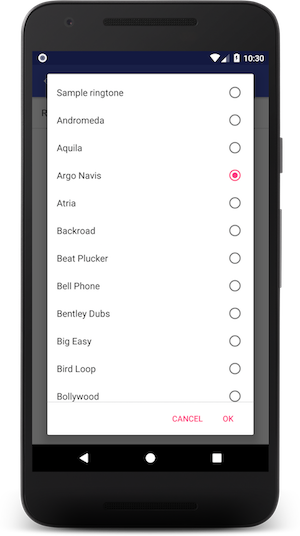 10:30
R
Sample ringtone
Andromeda
Aquila
Argo Navis
Atria
Backroad
Beat Plucker
Bell Phone
Bentley Dubs
Big Easy
Bird Loop
Bollywood
CANCEL OK